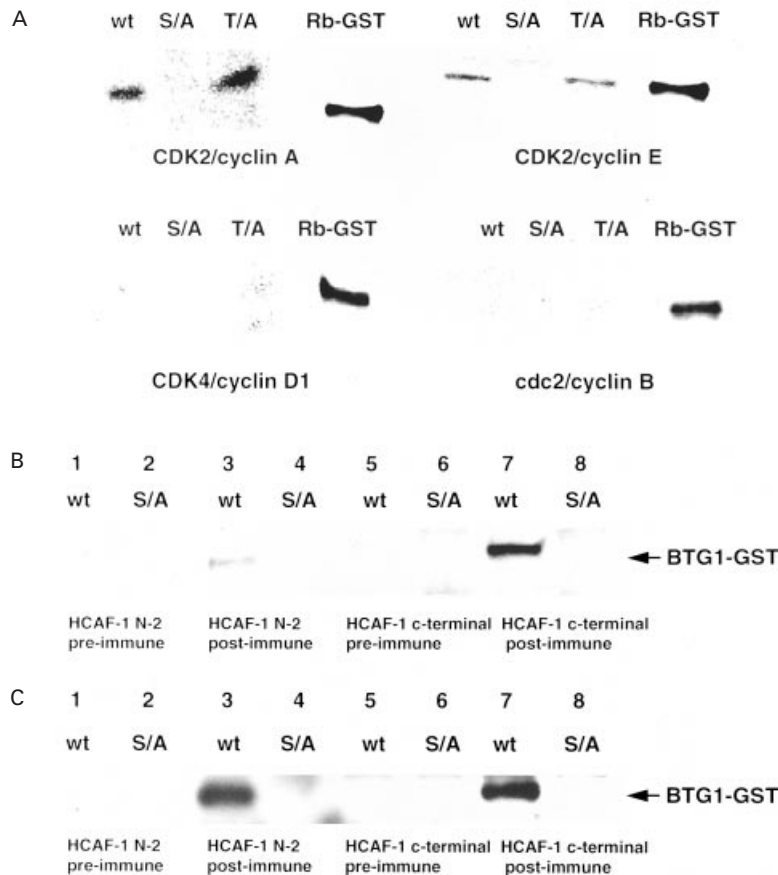 A
wt S/A T/A Rb-GST
CDK2/cyclin A
wt S/A T/A Rb-GST
CDK2/cyclin E
wt S/A T/A Rb-GST
CDK4/cyclin D1
wt S/A T/A Rb-GST
cdc2/cyclin B
B
1 2 3 4 5 6 7 8
wt S/A wt S/A wt S/A wt S/A
BTG1-GST
HCAF-1 N-2 HCAF-1 N-2 HCAF-1 c-terminal HCAF-1 c-terminal
pre-immune post-immune pre-immune post-immune
C
1 2 3 4 5 6 7 8
wt S/A wt S/A wt S/A wt S/A
BTG1-GST
HCAF-1 N-2 HCAF-1 N-2 HCAF-1 c-terminal HCAF-1 c-terminal
pre-immune post-immune pre-immune post-immune